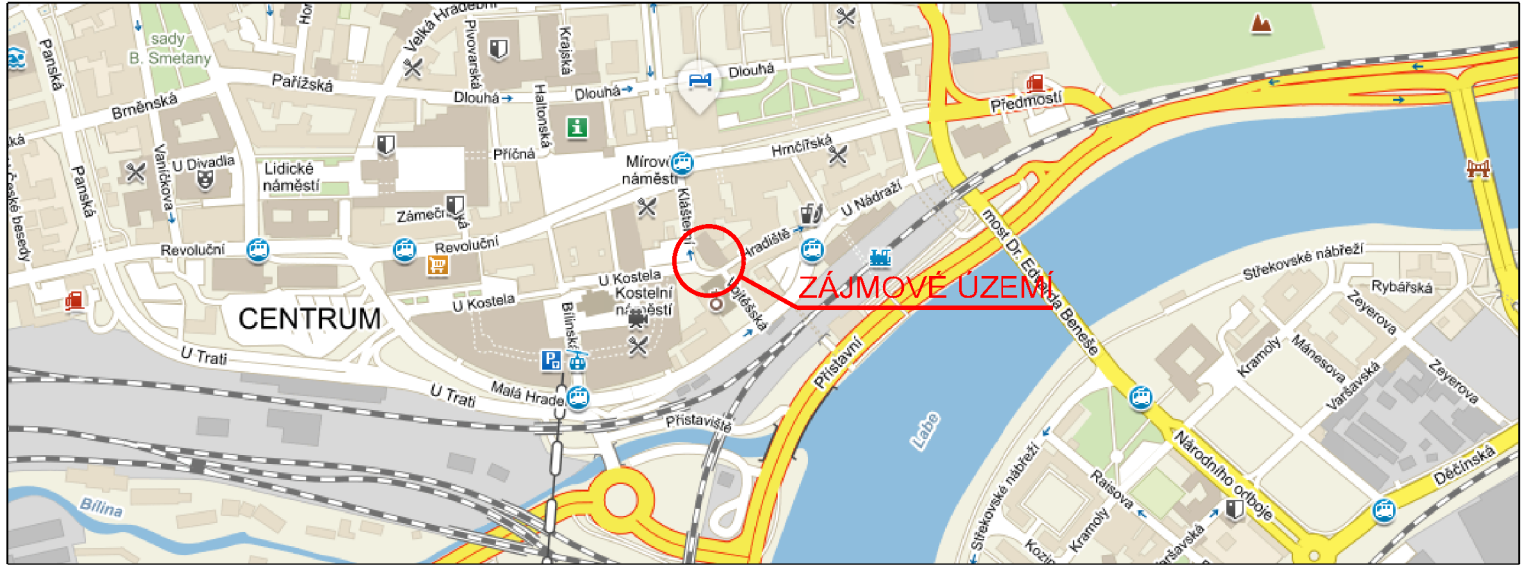 Panská
sady
B. Smetany
Velká Hradební
Pivovarská
Krajská
Dlouhá
Pařížská
Dlouhá
Dlouhá
Brněnská
Haltonská
Předmostí
Vaníčkova
U Divadla
Lidické
náměstí
Příčná
Mírové
náměstí
Hrnčířská
Panská
České besedy
Klášterní
U Nádraží
Revoluční
Revoluční
Hradiště
most Dr. Edvarda Beneše
Střekovské nábřeží
Rybářská
Zeyerova
U Kostela
U Kostela
Kostelní
náměstí
ZÁJMOVÉ ÚZEMÍ
CENTRUM
Bílinská
Přístavní
Kramoly
Mánesova
Varšavská
Zeyerova
U Trati
U Trati
Malá Hradební
Přístaviště
Labe
Národního odboje
Děčínská
Bílina
Střekovské nábřeží
Raisova
Kramoly
Varšavská